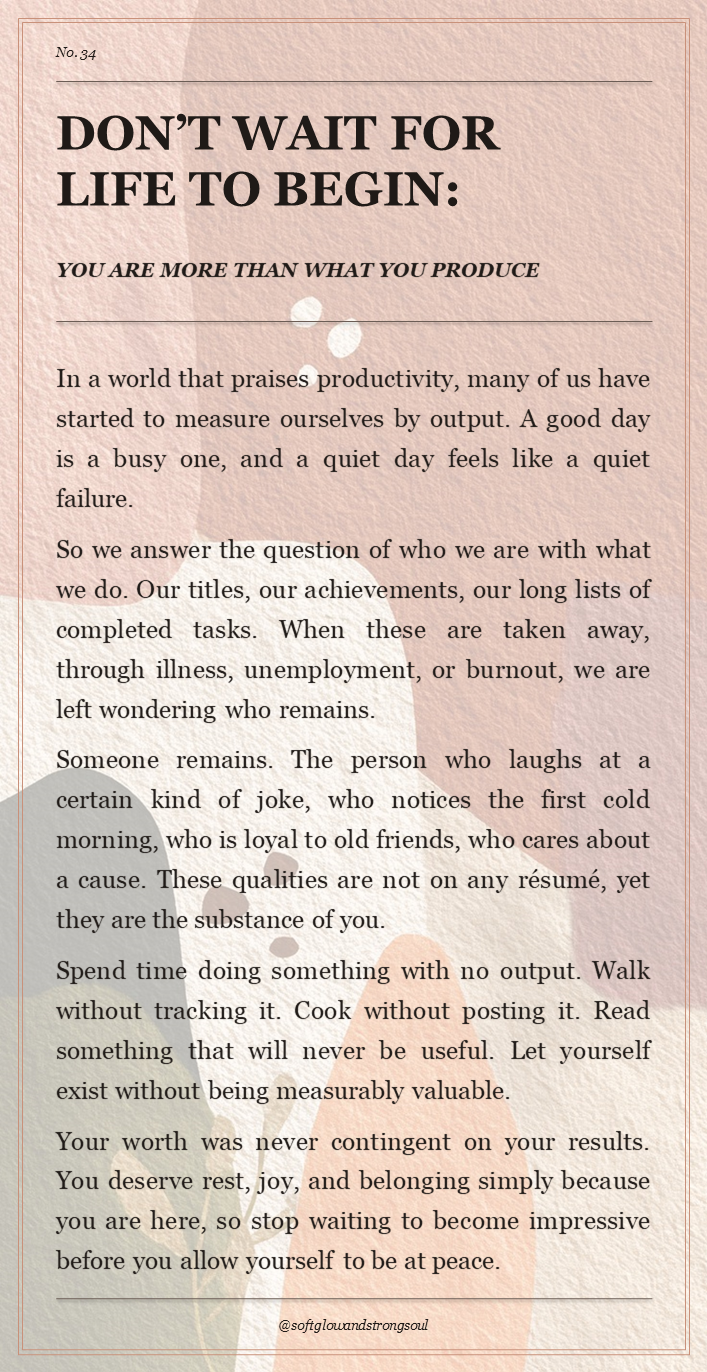 No. 34
DON’T WAIT FOR
LIFE TO BEGIN:
YOU ARE MORE THAN WHAT YOU PRODUCE
In a world that praises productivity, many of us have
started to measure ourselves by output. A good day
is a busy one, and a quiet day feels like a quiet
failure.
So we answer the question of who we are with what
we do. Our titles, our achievements, our long lists of
completed tasks. When these are taken away,
through illness, unemployment, or burnout, we are
left wondering who remains.
Someone remains. The person who laughs at a
certain kind of joke, who notices the first cold
morning, who is loyal to old friends, who cares about
a cause. These qualities are not on any résumé, yet
they are the substance of you.
Spend time doing something with no output. Walk
without tracking it. Cook without posting it. Read
something that will never be useful. Let yourself
exist without being measurably valuable.
Your worth was never contingent on your results.
You deserve rest, joy, and belonging simply because
you are here, so stop waiting to become impressive
before you allow yourself to be at peace.
@softglowandstrongsoul